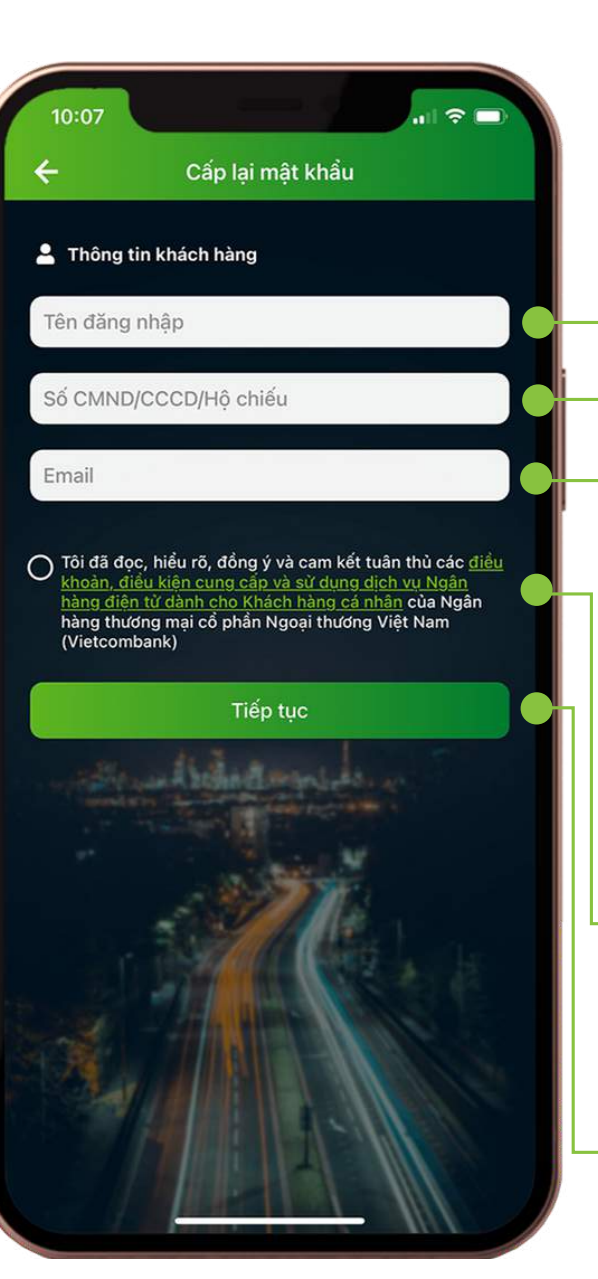 10:07
Cấp lại mật khẩu
Thông tin khách hàng
Tên đăng nhập
Số CMND/CCCD/Hộ chiếu
Email
Tôi đã đọc, hiểu rõ, đồng ý và cam kết tuân thủ các điều
khoản, điều kiện cung cấp và sử dụng dịch vụ Ngân
hàng điện tử dành cho Khách hàng cá nhân của Ngân
hàng thương mại cổ phần Ngoại thương Việt Nam
(Vietcombank)
Tiếp tục